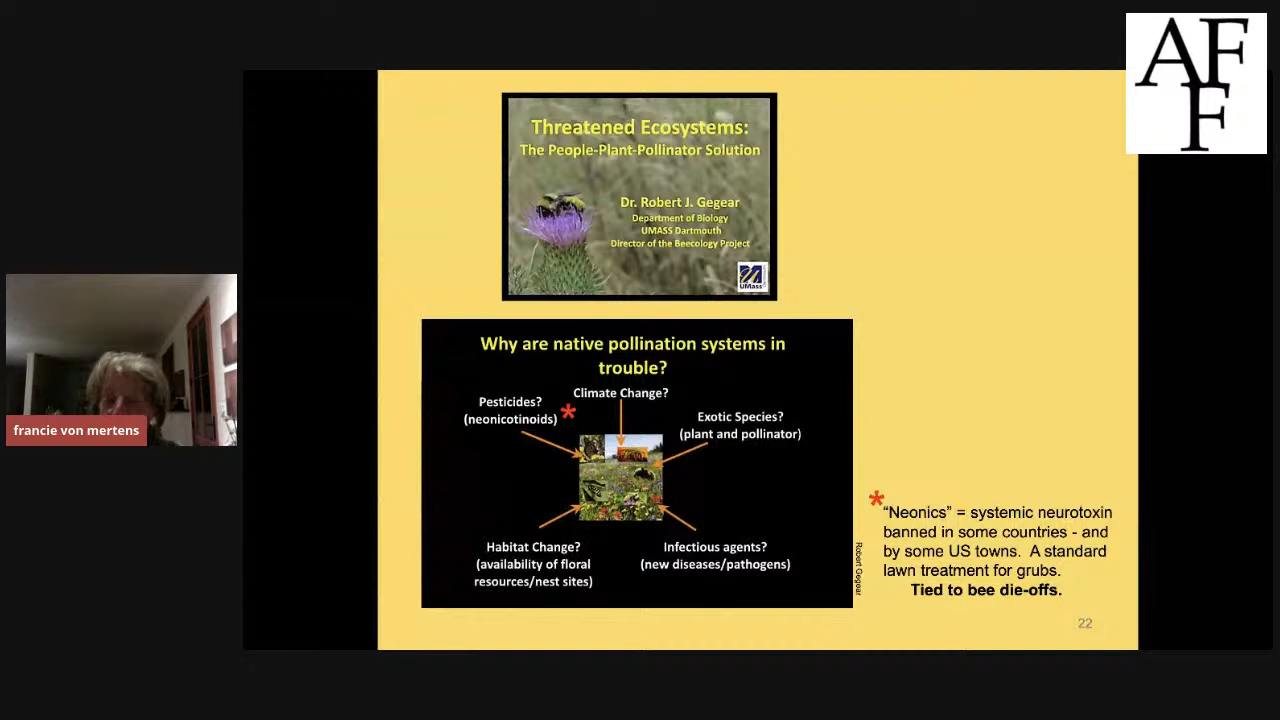 A F
F
Threatened Ecosystems:
The People-Plant-Pollinator Solution
Dr. Robert J. Gegear
Department of Biology
UMASS Dartmouth
Director of the Beecology Project
UMass
Why are native pollination systems in
trouble?
Pesticides?
(neonicotinoids) *
Climate Change?
Exotic Species?
(plant and pollinator)
Habitat Change?
(availability of floral
resources/nest sites)
Infectious agents?
(new diseases/pathogens)
Robert Gegear
* “Neonics” = systemic neurotoxin
banned in some countries - and
by some US towns. A standard
lawn treatment for grubs.
Tied to bee die-offs.
22
francie von mertens